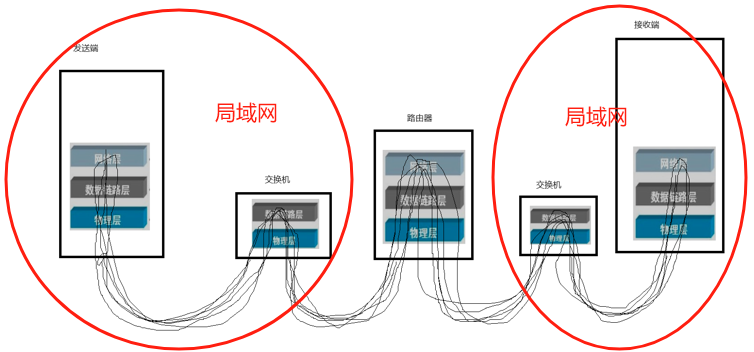 发送端
局域网
网络层
数据链路层
物理层
交换机
数据链路层
物理层
路由器
网络层
数据链路层
物理层
局域网
交换机
数据链路层
物理层
接收端
网络层
数据链路层
物理层